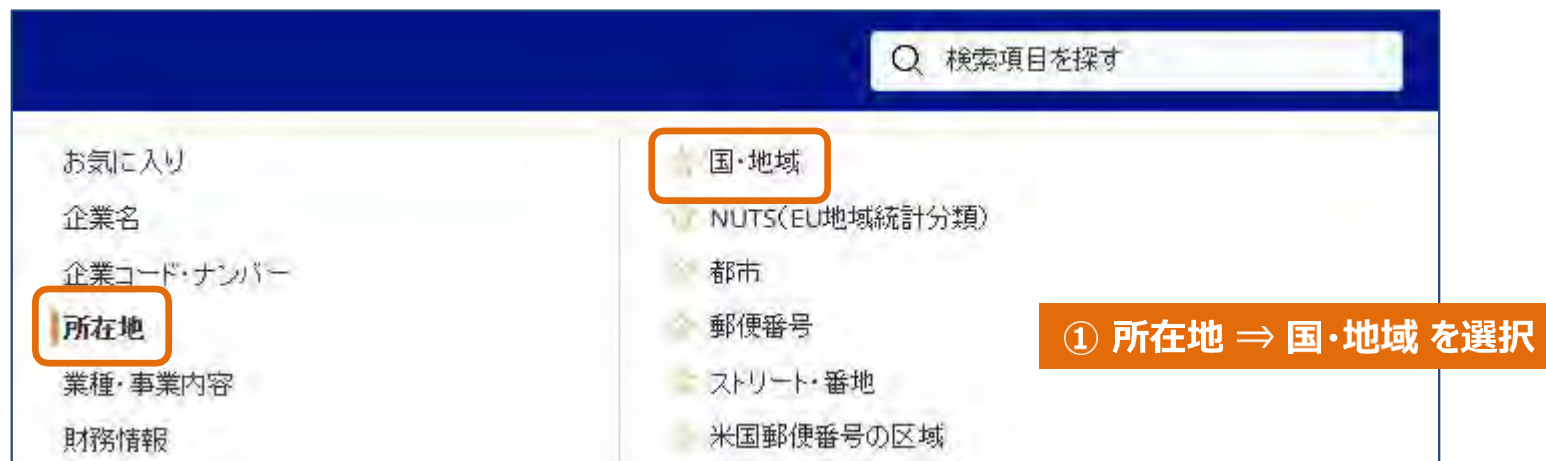 検索項目を探す
お気に入り
企業名
企業コード・ナンバー
所在地
業種・事業内容
財務情報
国・地域
NUTS(EU地域統計分類)
都市
郵便番号
ストリート・番地
米国郵便番号の区域
① 所在地 ⇒ 国・地域 を選択